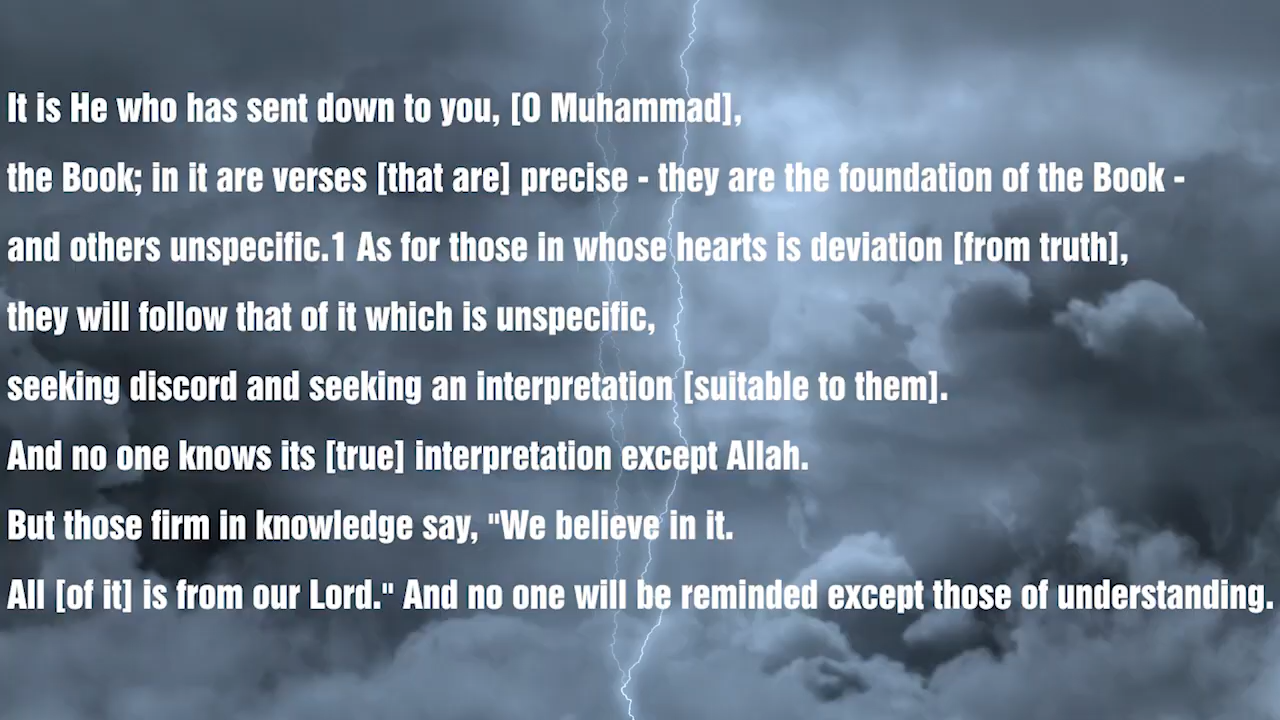 It is He who has sent down to you, [O Muhammad],
the Book; in it are verses [that are] precise - they are the foundation of the Book -
and others unspecific.1 As for those in whose hearts is deviation [from truth],
they will follow that of it which is unspecific,
seeking discord and seeking an interpretation [suitable to them].
And no one knows its [true] interpretation except Allah.
But those firm in knowledge say, "We believe in it.
All [of it] is from our Lord." And no one will be reminded except those of understanding.